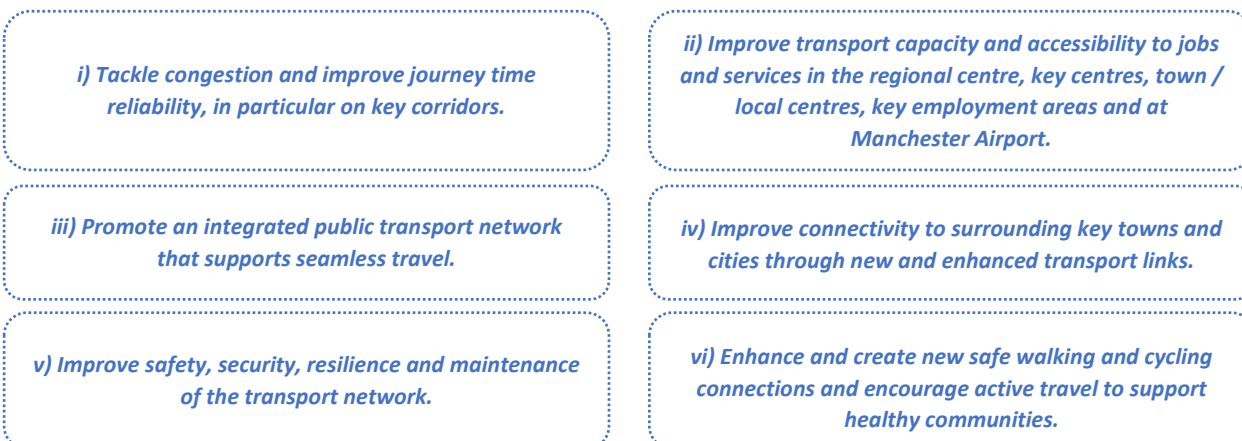 i) Tackle congestion and improve journey time
reliability, in particular on key corridors.
ii) Improve transport capacity and accessibility to jobs
and services in the regional centre, key centres, town /
local centres, key employment areas and at
Manchester Airport.
iii) Promote an integrated public transport network
that supports seamless travel.
iv) Improve connectivity to surrounding key towns and
cities through new and enhanced transport links.
v) Improve safety, security, resilience and maintenance
of the transport network.
vi) Enhance and create new safe walking and cycling
connections and encourage active travel to support
healthy communities.